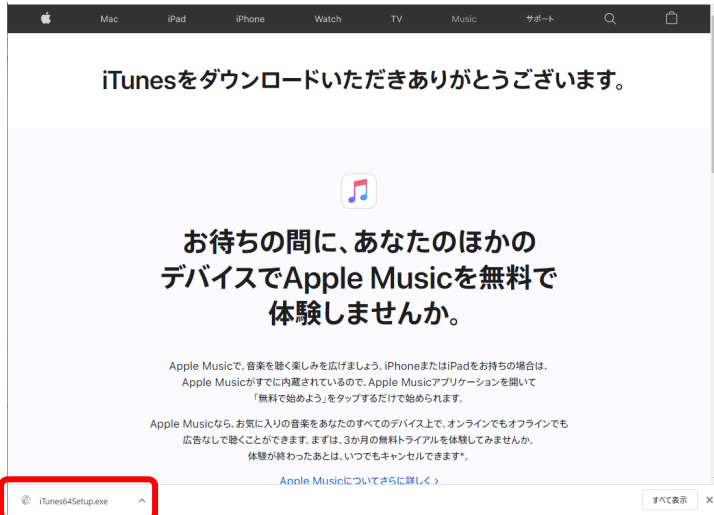 Mac iPad iPhone Watch TV Music サポート
iTunesをダウンロードいただきありがとうございます。
お待ちの間に、あなたのほかの
デバイスでApple Musicを無料で
体験しませんか。
Apple Musicで、音楽を聴く楽しみを広げましょう。iPhoneまたはiPadをお持ちの場合は、
Apple Musicがすでに内蔵されているので、Apple Musicアプリケーションを開いて
「無料で始めよう」をタップするだけで始められます。
Apple Musicなら、お気に入りの音楽をあなたのすべてのデバイス上で、オンラインでもオフラインでも
広告なしで聴くことができます。まずは、3か月の無料トライアルを体験してみませんか。
体験が終わったあとは、いつでもキャンセルできます*。
Apple Musicについてさらに詳しく >
iTunes64Setup.exe すべて表示